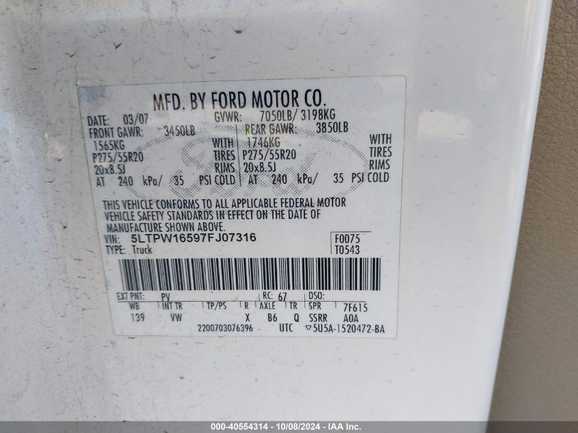 MFD. BY FORD MOTOR CO.
DATE: 03/07 GVWR: 7050LB/ 3198KG
FRONT GAWR: 3450LB REAR GAWR: 3850LB
1565KG WITH 1746KG WITH
P275/55R20 TIRES P275/55R20 TIRES
20x8.5J RIMS 20x8.5J RIMS
AT 240 kPa/ 35 PSI COLD AT 240 kPa/ 35 PSI COLD
THIS VEHICLE CONFORMS TO ALL APPLICABLE FEDERAL MOTOR
VEHICLE SAFETY STANDARDS IN EFFECT ON THE DATE OF
MANUFACTURE SHOWN ABOVE.
VIN: 5LTPW16597FJ07316 F0075
TYPE: Truck T0543
EXT PNT: PV RC: 67 DSO:
WB INT TR TP/PS R AXLE TR SPR 7F615
139 VW X B6 Q SSRR A0A
2200703076396 UTC 5U5A-1520472-BA
000-40554314 - 10/08/2024 - IAA Inc.